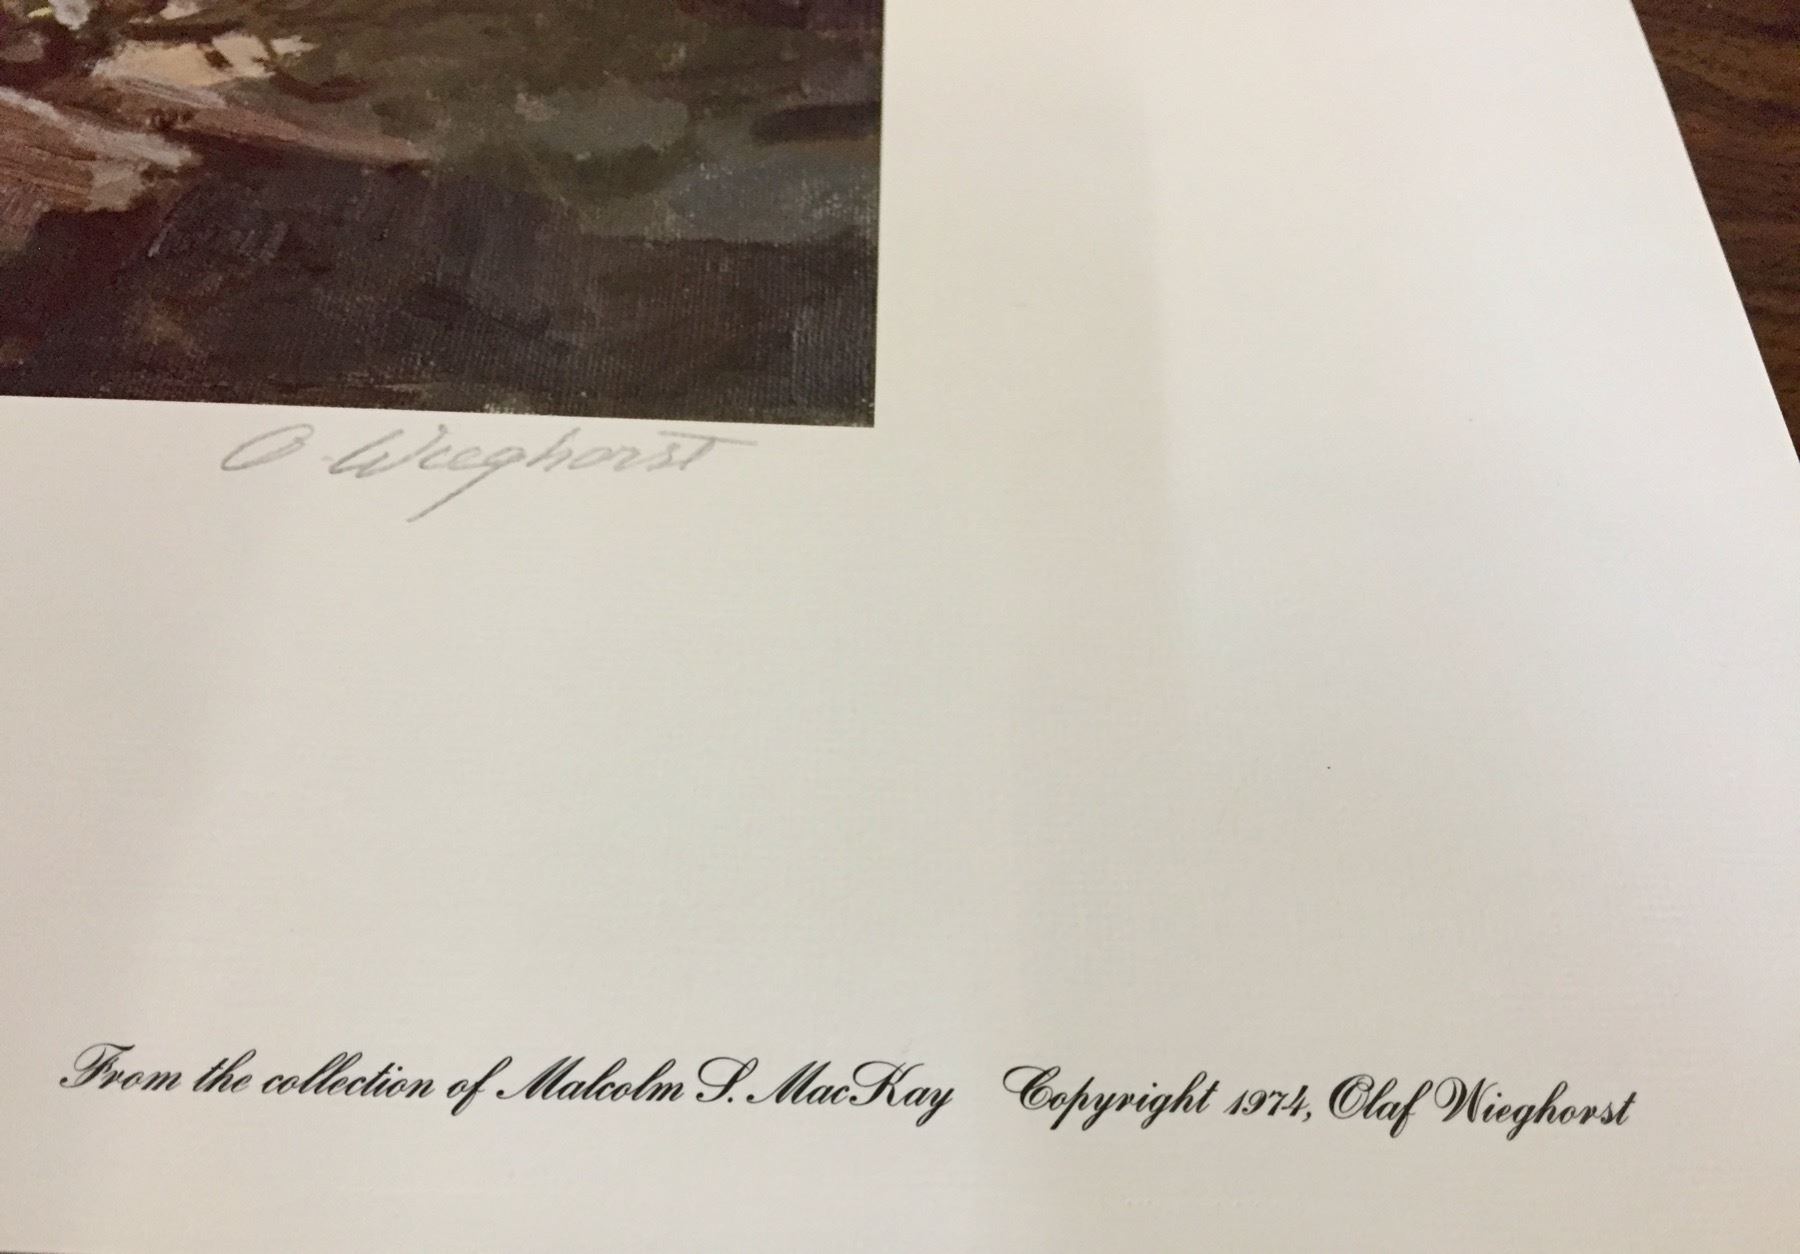 O. Wieghorst
From the collection of Malcolm S. MacKay Copyright 1974, Olaf Wieghorst